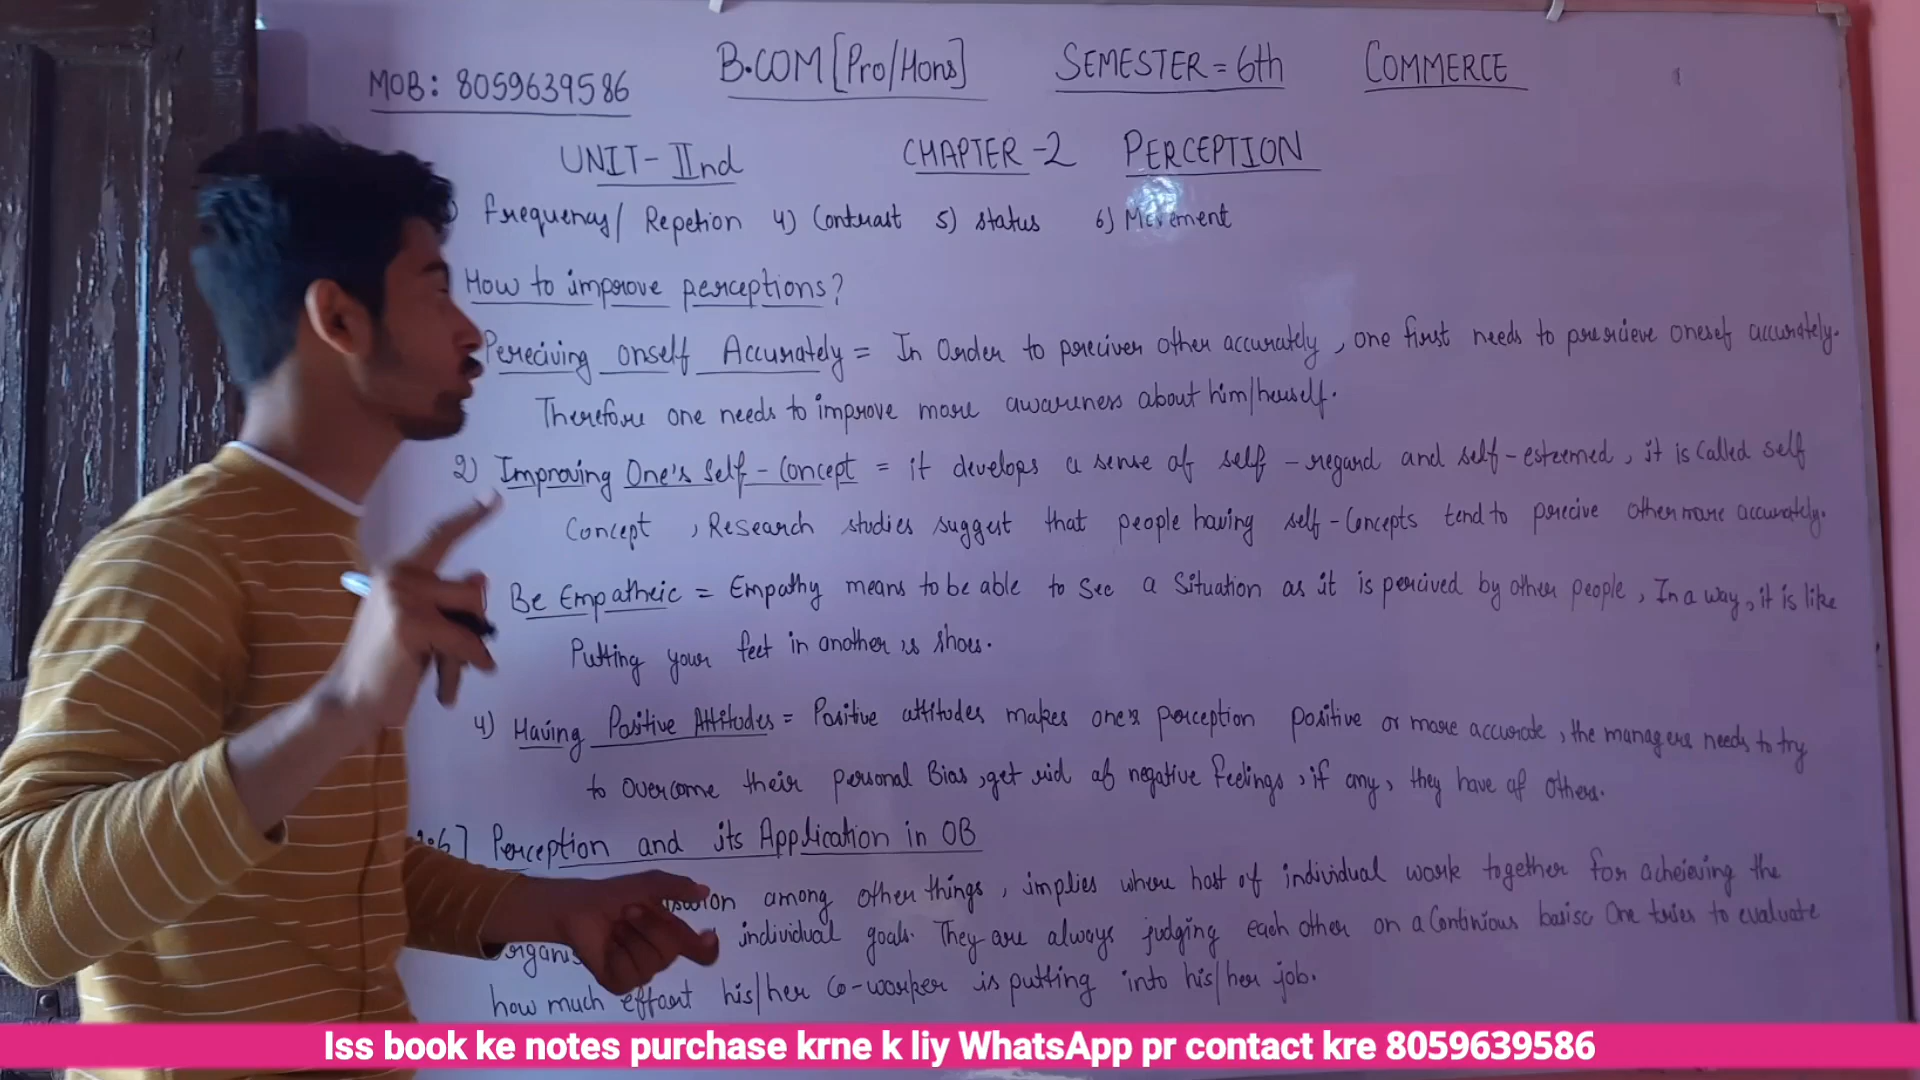 MOB: 8059639586 B.COM [Pro/Hons] SEMESTER = 6th COMMERCE
UNIT-IInd CHAPTER-2 PERCEPTION
Frequency/ Repetion 4) Contrast 5) Status 6) Movement
How to improve perceptions?
Pereciving onself Accurately = In Order to preciver other accurately, one first needs to prercieve onesef accurately.
Therefore one needs to improve more awareness about him/herself.
2) Improving One's Self-Concept = it develops a sense of self-regard and self-esteemed, it is called self
Concept, Research studies suggest that people having self-Concepts tend to precive other more accurately.
Be Empatheic = Empathy means to be able to See a Situation as it is percived by other people, In a way, it is like
Putting your feet in another's shoes.
4) Having Positive Attitudes = Positive attitudes makes one's perception positive or more accurate, the managers needs to try
to overcome their personal Bias, get rid of negative feelings, if any, they have of others.
6] Perception and its Application in OB
among other things, implies where host of individual work together for acheieving the
individual goals. They are always judging each other on a Continious basis. One tries to evaluate
how much effort his/her Co-worker is putting into his/her job.
Iss book ke notes purchase krne k liy WhatsApp pr contact kre 8059639586